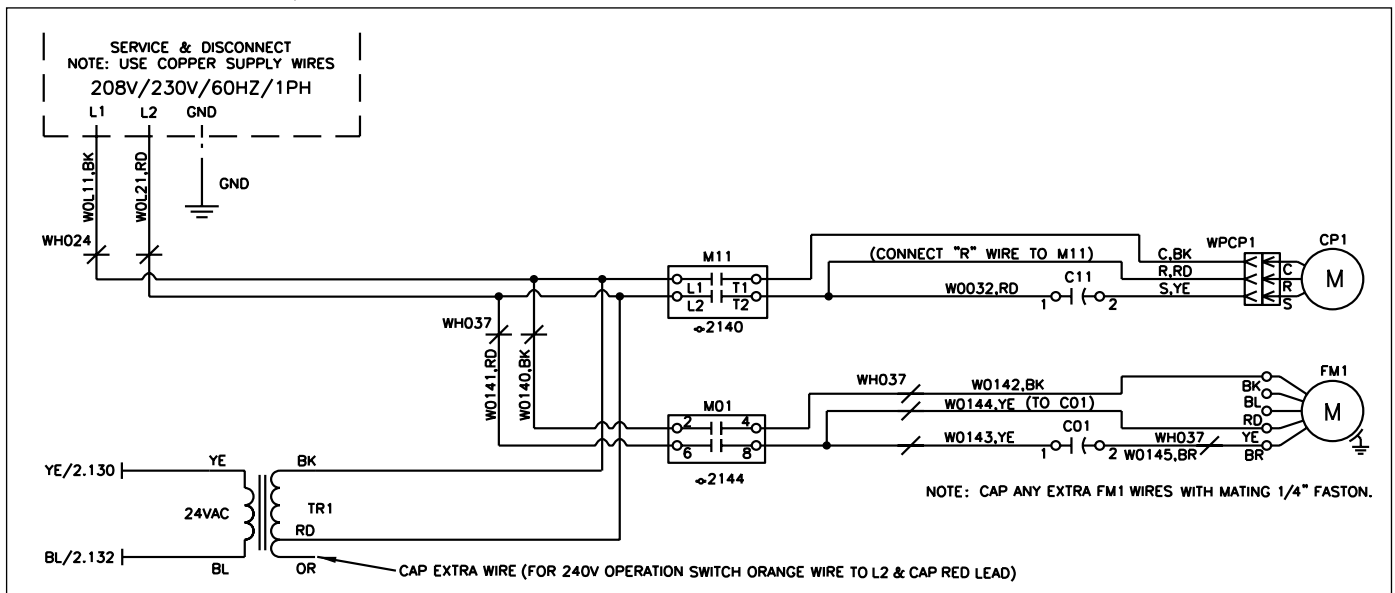 SERVICE & DISCONNECT
NOTE: USE COPPER SUPPLY WIRES
208V/230V/60HZ/1PH
L1 L2 GND
W0L11,BK
W0L21,RD
GND
WH024
M11
L1 T1
L2 T2
⌖2140
(CONNECT "R" WIRE TO M11)
W0032,RD
C11
1 2
C,BK
R,RD
S,YE
WPCP1
C
R
S
CP1
M
WH037
W0141,RD
W0140,BK
M01
2 4
6 8
⌖2144
WH037
W0142,BK
W0144,YE (TO C01)
W0143,YE
C01
1 2
WH037
W0145,BR
BK
BL
RD
YE
BR
FM1
M
NOTE: CAP ANY EXTRA FM1 WIRES WITH MATING 1/4" FASTON.
YE/2.130
YE
BK
24VAC
TR1
RD
BL/2.132
BL
OR
CAP EXTRA WIRE (FOR 240V OPERATION SWITCH ORANGE WIRE TO L2 & CAP RED LEAD)